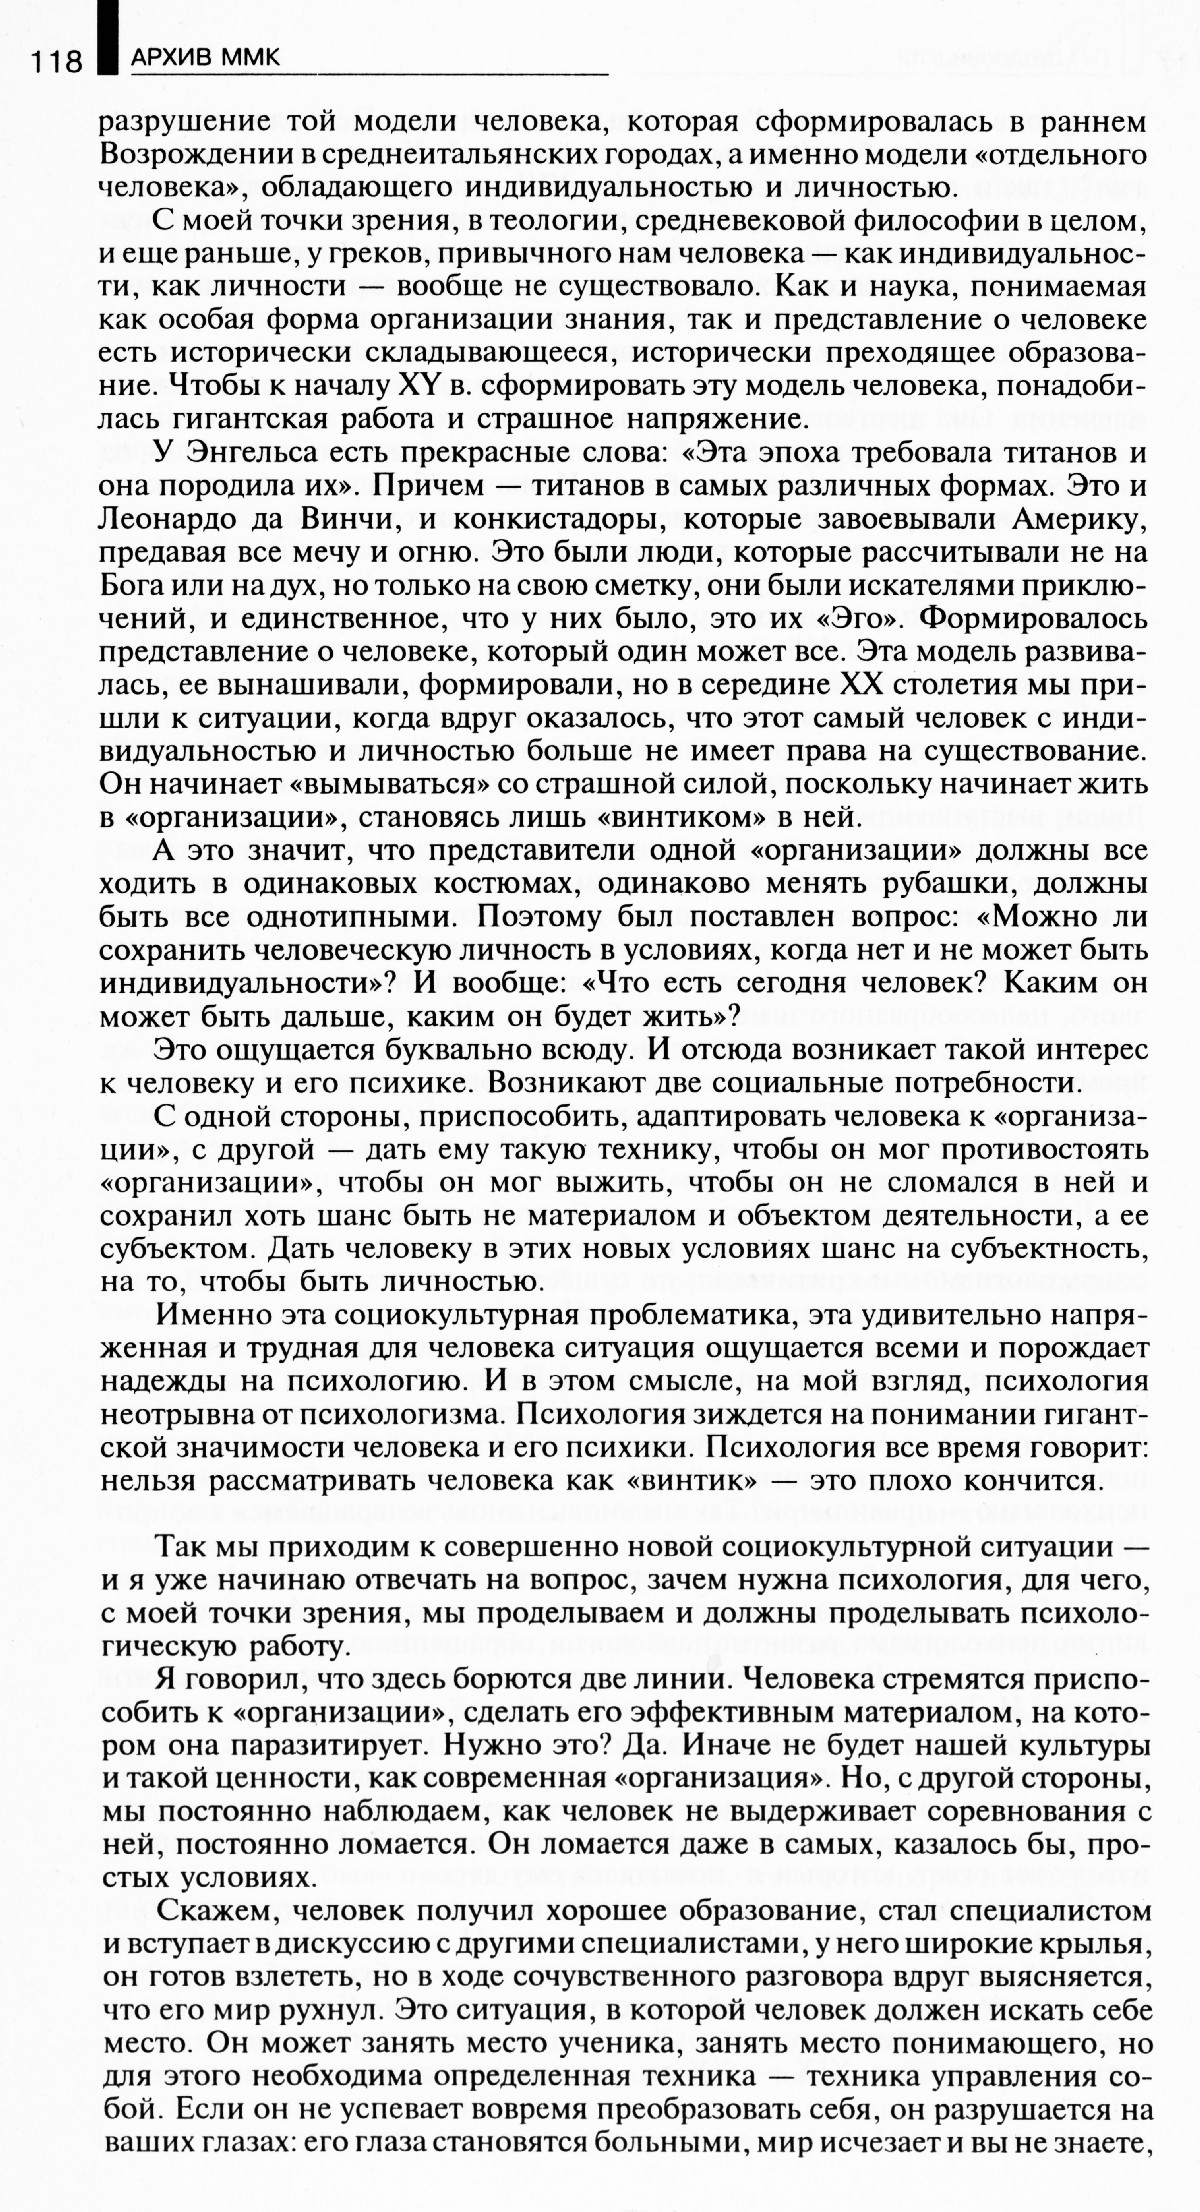 118 АРХИВ ММК
разрушение той модели человека, которая сформировалась в раннем
Возрождении в среднеитальянских городах, а именно модели «отдельного
человека», обладающего индивидуальностью и личностью.
С моей точки зрения, в теологии, средневековой философии в целом,
и еще раньше, у греков, привычного нам человека — как индивидуальнос-
ти, как личности — вообще не существовало. Как и наука, понимаемая
как особая форма организации знания, так и представление о человеке
есть исторически складывающееся, исторически преходящее образова-
ние. Чтобы к началу XY в. сформировать эту модель человека, понадоби-
лась гигантская работа и страшное напряжение.
У Энгельса есть прекрасные слова: «Эта эпоха требовала титанов и
она породила их». Причем — титанов в самых различных формах. Это и
Леонардо да Винчи, и конкистадоры, которые завоевывали Америку,
предавая все мечу и огню. Это были люди, которые рассчитывали не на
Бога или на дух, но только на свою сметку, они были искателями приклю-
чений, и единственное, что у них было, это их «Эго». Формировалось
представление о человеке, который один может все. Эта модель развива-
лась, ее вынашивали, формировали, но в середине XX столетия мы при-
шли к ситуации, когда вдруг оказалось, что этот самый человек с инди-
видуальностью и личностью больше не имеет права на существование.
Он начинает «вымываться» со страшной силой, поскольку начинает жить
в «организации», становясь лишь «винтиком» в ней.
А это значит, что представители одной «организации» должны все
ходить в одинаковых костюмах, одинаково менять рубашки, должны
быть все однотипными. Поэтому был поставлен вопрос: «Можно ли
сохранить человеческую личность в условиях, когда нет и не может быть
индивидуальности»? И вообще: «Что есть сегодня человек? Каким он
может быть дальше, каким он будет жить»?
Это ощущается буквально всюду. И отсюда возникает такой интерес
к человеку и его психике. Возникают две социальные потребности.
С одной стороны, приспособить, адаптировать человека к «организа-
ции», с другой — дать ему такую технику, чтобы он мог противостоять
«организации», чтобы он мог выжить, чтобы он не сломался в ней и
сохранил хоть шанс быть не материалом и объектом деятельности, а ее
субъектом. Дать человеку в этих новых условиях шанс на субъектность,
на то, чтобы быть личностью.
Именно эта социокультурная проблематика, эта удивительно напря-
женная и трудная для человека ситуация ощущается всеми и порождает
надежды на психологию. И в этом смысле, на мой взгляд, психология
неотрывна от психологизма. Психология зиждется на понимании гигант-
ской значимости человека и его психики. Психология все время говорит:
нельзя рассматривать человека как «винтик» — это плохо кончится.
Так мы приходим к совершенно новой социокультурной ситуации —
и я уже начинаю отвечать на вопрос, зачем нужна психология, для чего,
с моей точки зрения, мы проделываем и должны проделывать психоло-
гическую работу.
Я говорил, что здесь борются две линии. Человека стремятся приспо-
собить к «организации», сделать его эффективным материалом, на кото-
ром она паразитирует. Нужно это? Да. Иначе не будет нашей культуры
и такой ценности, как современная «организация». Но, с другой стороны,
мы постоянно наблюдаем, как человек не выдерживает соревнования с
ней, постоянно ломается. Он ломается даже в самых, казалось бы, про-
стых условиях.
Скажем, человек получил хорошее образование, стал специалистом
и вступает в дискуссию с другими специалистами, у него широкие крылья,
он готов взлететь, но в ходе сочувственного разговора вдруг выясняется,
что его мир рухнул. Это ситуация, в которой человек должен искать себе
место. Он может занять место ученика, занять место понимающего, но
для этого необходима определенная техника — техника управления со-
бой. Если он не успевает вовремя преобразовать себя, он разрушается на
ваших глазах: его глаза становятся больными, мир исчезает и вы не знаете,